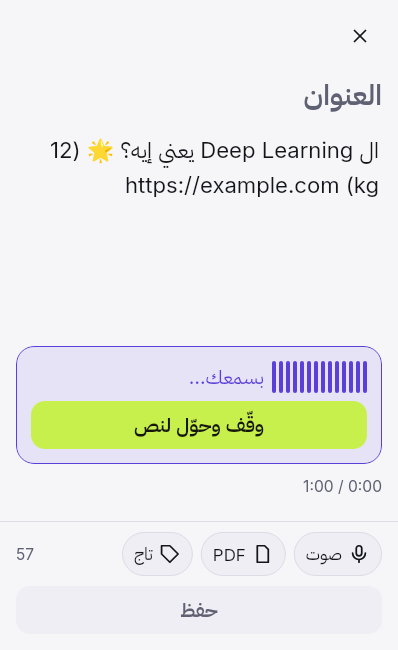 العنوان
ال Deep Learning يعني إيه؟ 🌟 (12
kg) https://example.com
بسمعك...
وقّف وحوّل لنص
0:00 / 1:00
صوت
PDF
تاج
57
حفظ